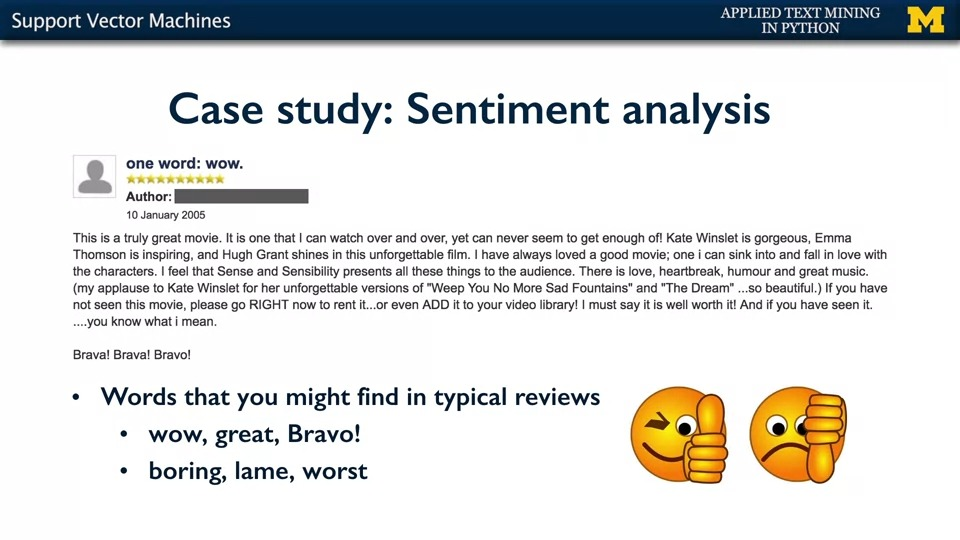 Support Vector Machines
APPLIED TEXT MINING
IN PYTHON
M
Case study: Sentiment analysis
one word: wow.
Author:
10 January 2005
This is a truly great movie. It is one that I can watch over and over, yet can never seem to get enough of! Kate Winslet is gorgeous, Emma
Thomson is inspiring, and Hugh Grant shines in this unforgettable film. I have always loved a good movie; one i can sink into and fall in love with
the characters. I feel that Sense and Sensibility presents all these things to the audience. There is love, heartbreak, humour and great music.
(my applause to Kate Winslet for her unforgettable versions of "Weep You No More Sad Fountains" and "The Dream" ...so beautiful.) If you have
not seen this movie, please go RIGHT now to rent it...or even ADD it to your video library! I must say it is well worth it! And if you have seen it.
....you know what i mean.
Brava! Brava! Bravo!
• Words that you might find in typical reviews
• wow, great, Bravo!
• boring, lame, worst